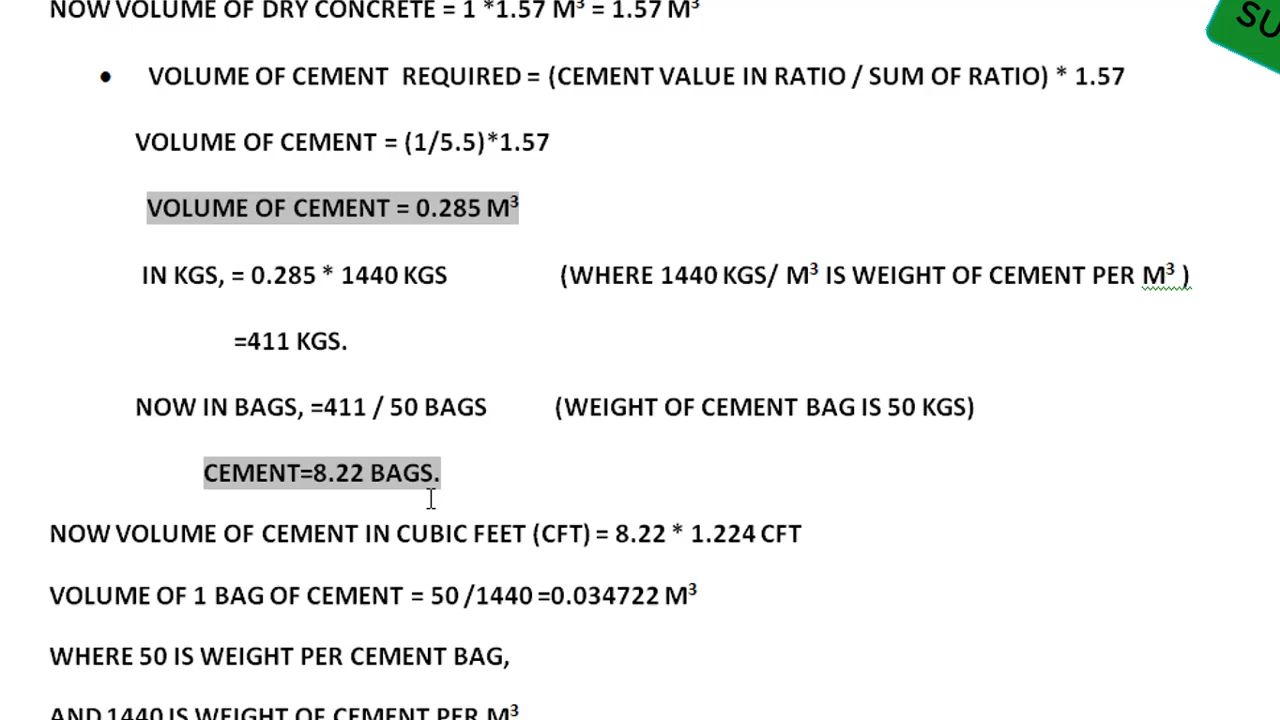 NOW VOLUME OF DRY CONCRETE = 1 *1.57 M³ = 1.57 M³
SU
• VOLUME OF CEMENT REQUIRED = (CEMENT VALUE IN RATIO / SUM OF RATIO) * 1.57
VOLUME OF CEMENT = (1/5.5)*1.57
VOLUME OF CEMENT = 0.285 M³
IN KGS, = 0.285 * 1440 KGS (WHERE 1440 KGS/ M³ IS WEIGHT OF CEMENT PER M³ )
=411 KGS.
NOW IN BAGS, =411 / 50 BAGS (WEIGHT OF CEMENT BAG IS 50 KGS)
CEMENT=8.22 BAGS.
NOW VOLUME OF CEMENT IN CUBIC FEET (CFT) = 8.22 * 1.224 CFT
VOLUME OF 1 BAG OF CEMENT = 50 /1440 =0.034722 M³
WHERE 50 IS WEIGHT PER CEMENT BAG,
AND 1440 IS WEIGHT OF CEMENT PER M³